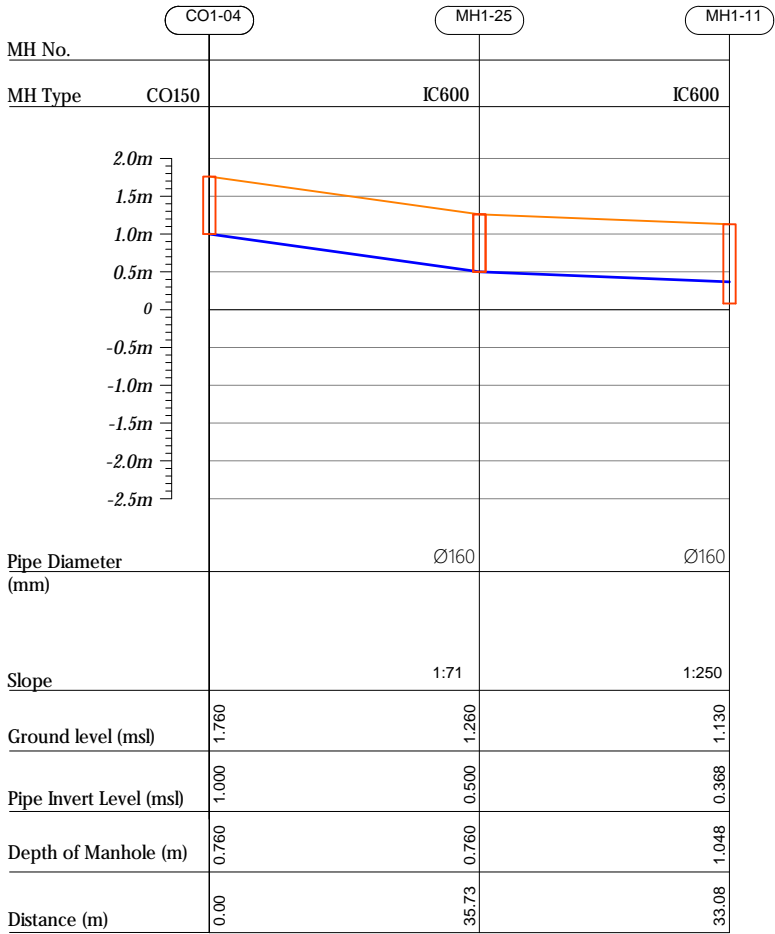 CO1-04 MH1-25 MH1-11
MH No.
MH Type CO150 IC600 IC600
2.0m
1.5m
1.0m
0.5m
0
-0.5m
-1.0m
-1.5m
-2.0m
-2.5m
Pipe Diameter Ø160 Ø160
(mm)
Slope 1:71 1:250
Ground level (msl) 1.760 1.260 1.130
Pipe Invert Level (msl) 1.000 0.500 0.368
Depth of Manhole (m) 0.760 0.760 1.048
Distance (m) 0.00 35.73 33.08